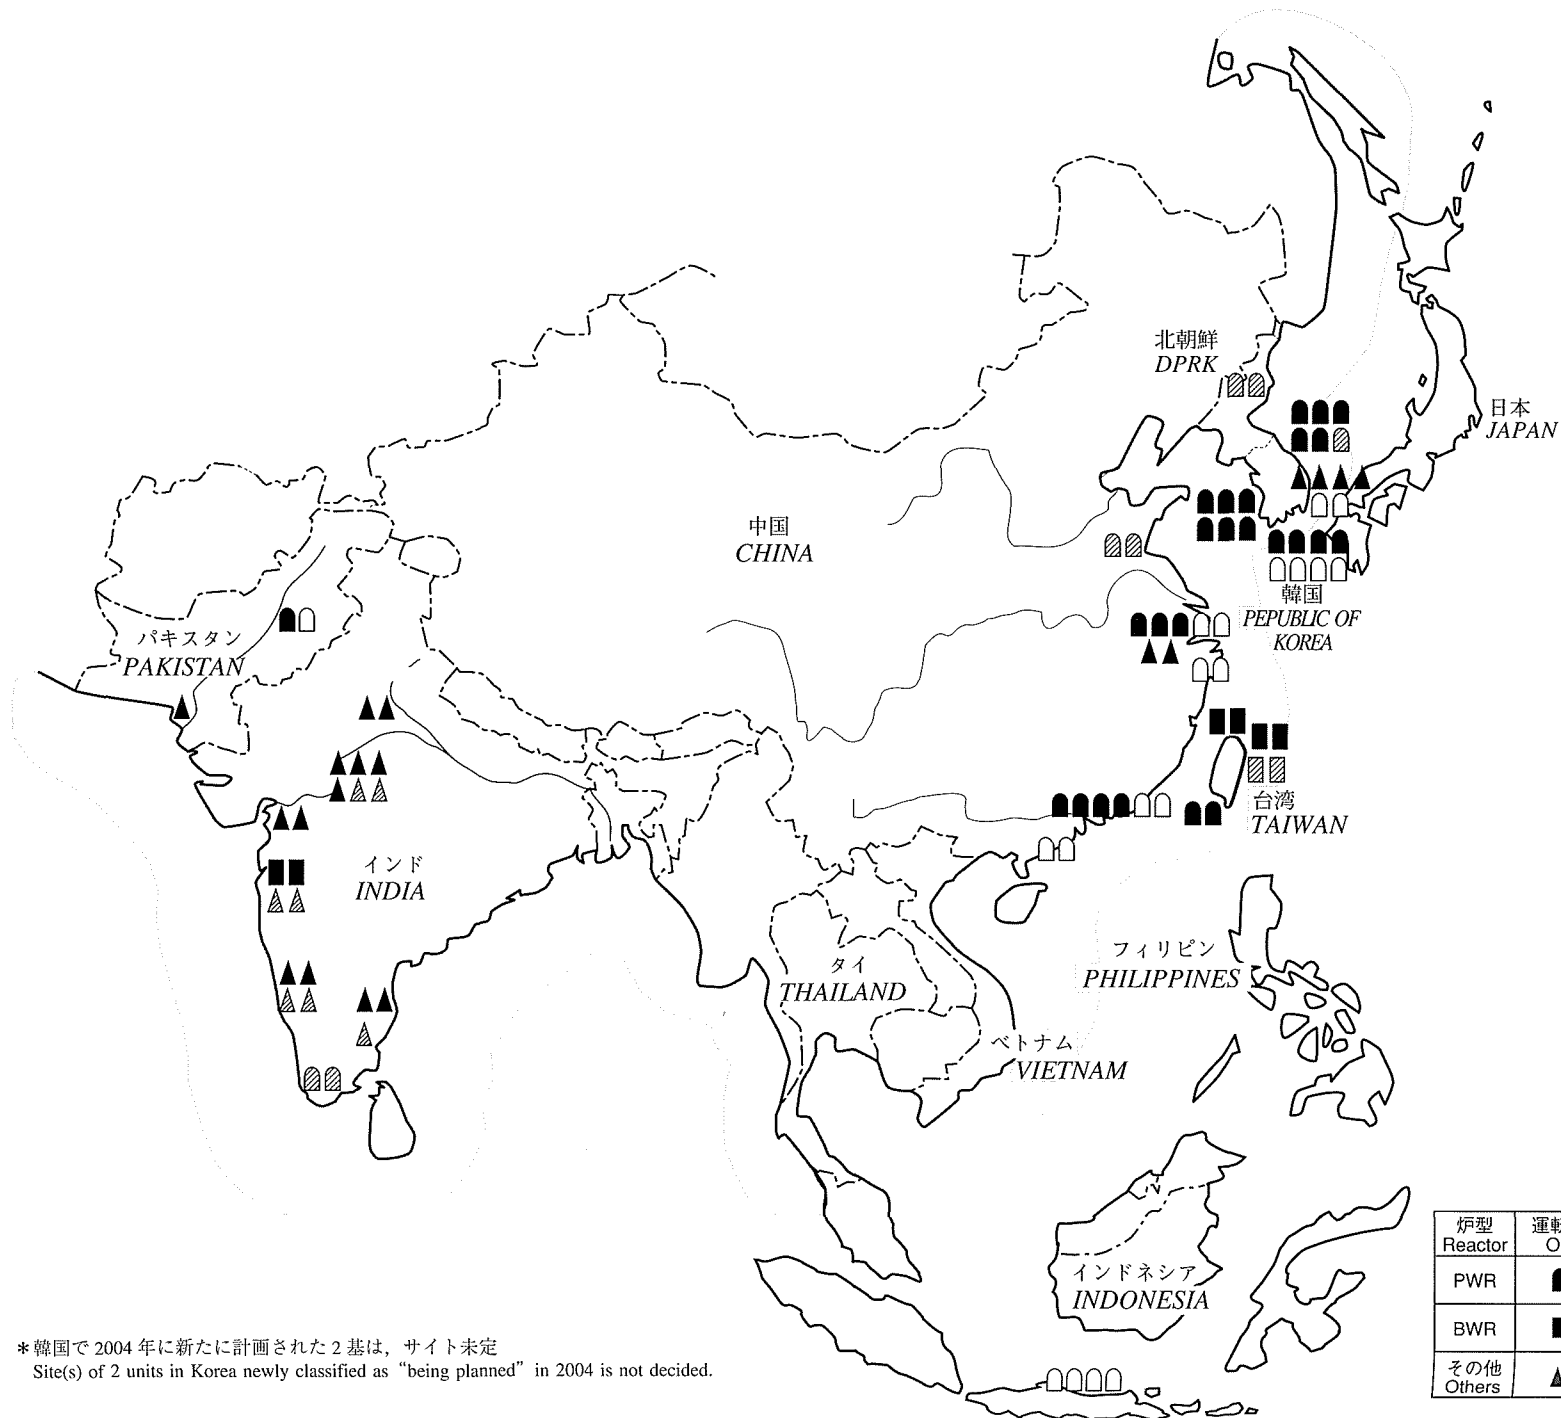 北朝鮮
DPRK
日本
JAPAN
中国
CHINA
韓国
PEPUBLIC OF
KOREA
パキスタン
PAKISTAN
台湾
TAIWAN
インド
INDIA
フィリピン
PHILIPPINES
タイ
THAILAND
ベトナム
VIETNAM
インドネシア
INDONESIA
炉型
Reactor
運転
O
PWR
BWR
その他
Others
*韓国で 2004 年に新たに計画された 2 基は，サイト未定
Site(s) of 2 units in Korea newly classified as “being planned” in 2004 is not decided.